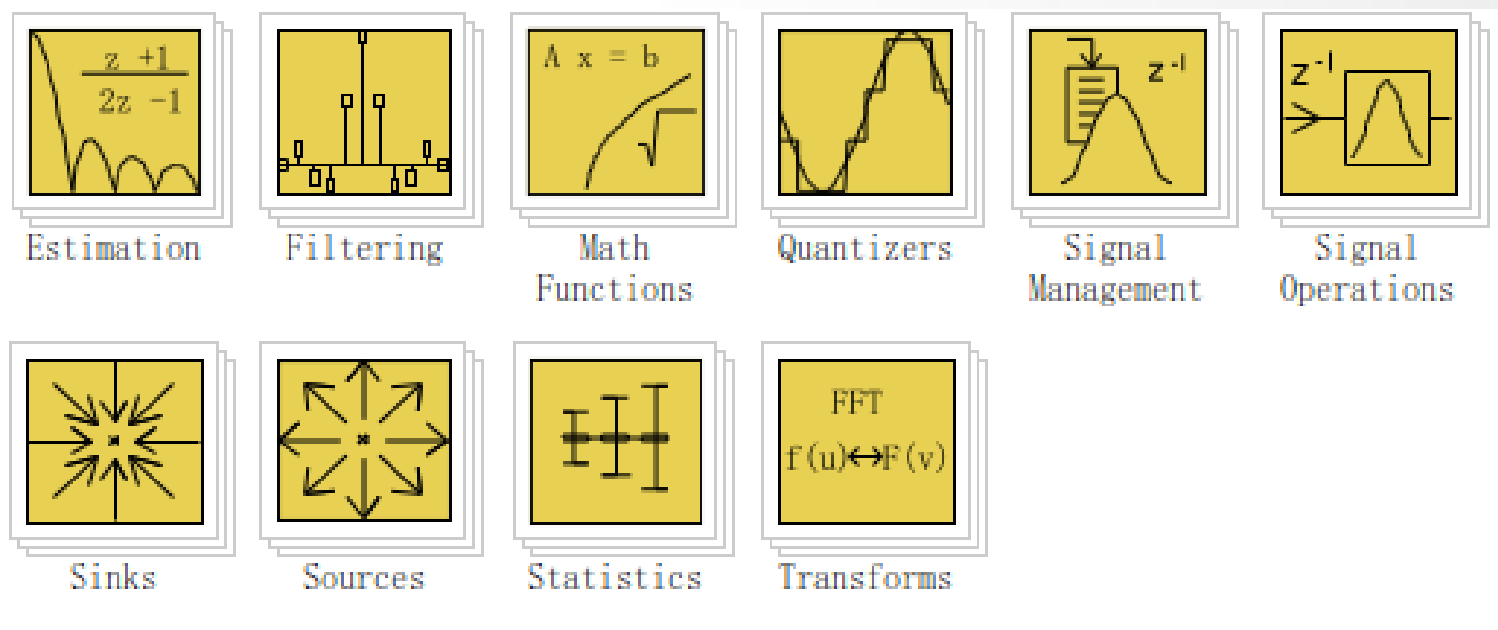 z +1
2z -1
A x = b
√
z⁻¹
z⁻¹
Estimation
Filtering
Math
Functions
Quantizers
Signal
Management
Signal
Operations
FFT
f(u)↔F(v)
Sinks
Sources
Statistics
Transforms